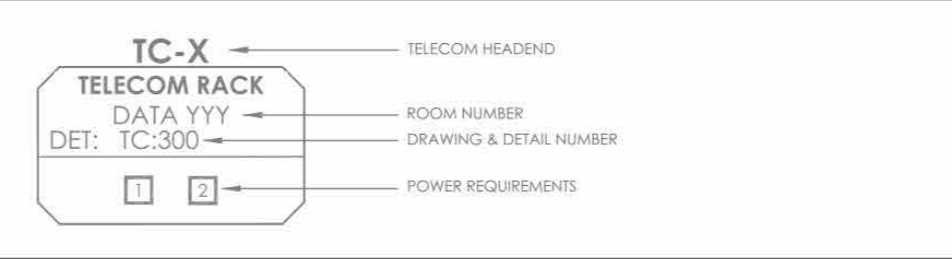 TC-X
TELECOM HEADEND
TELECOM RACK
DATA YYY
ROOM NUMBER
DET: TC:300
DRAWING & DETAIL NUMBER
1 2
POWER REQUIREMENTS